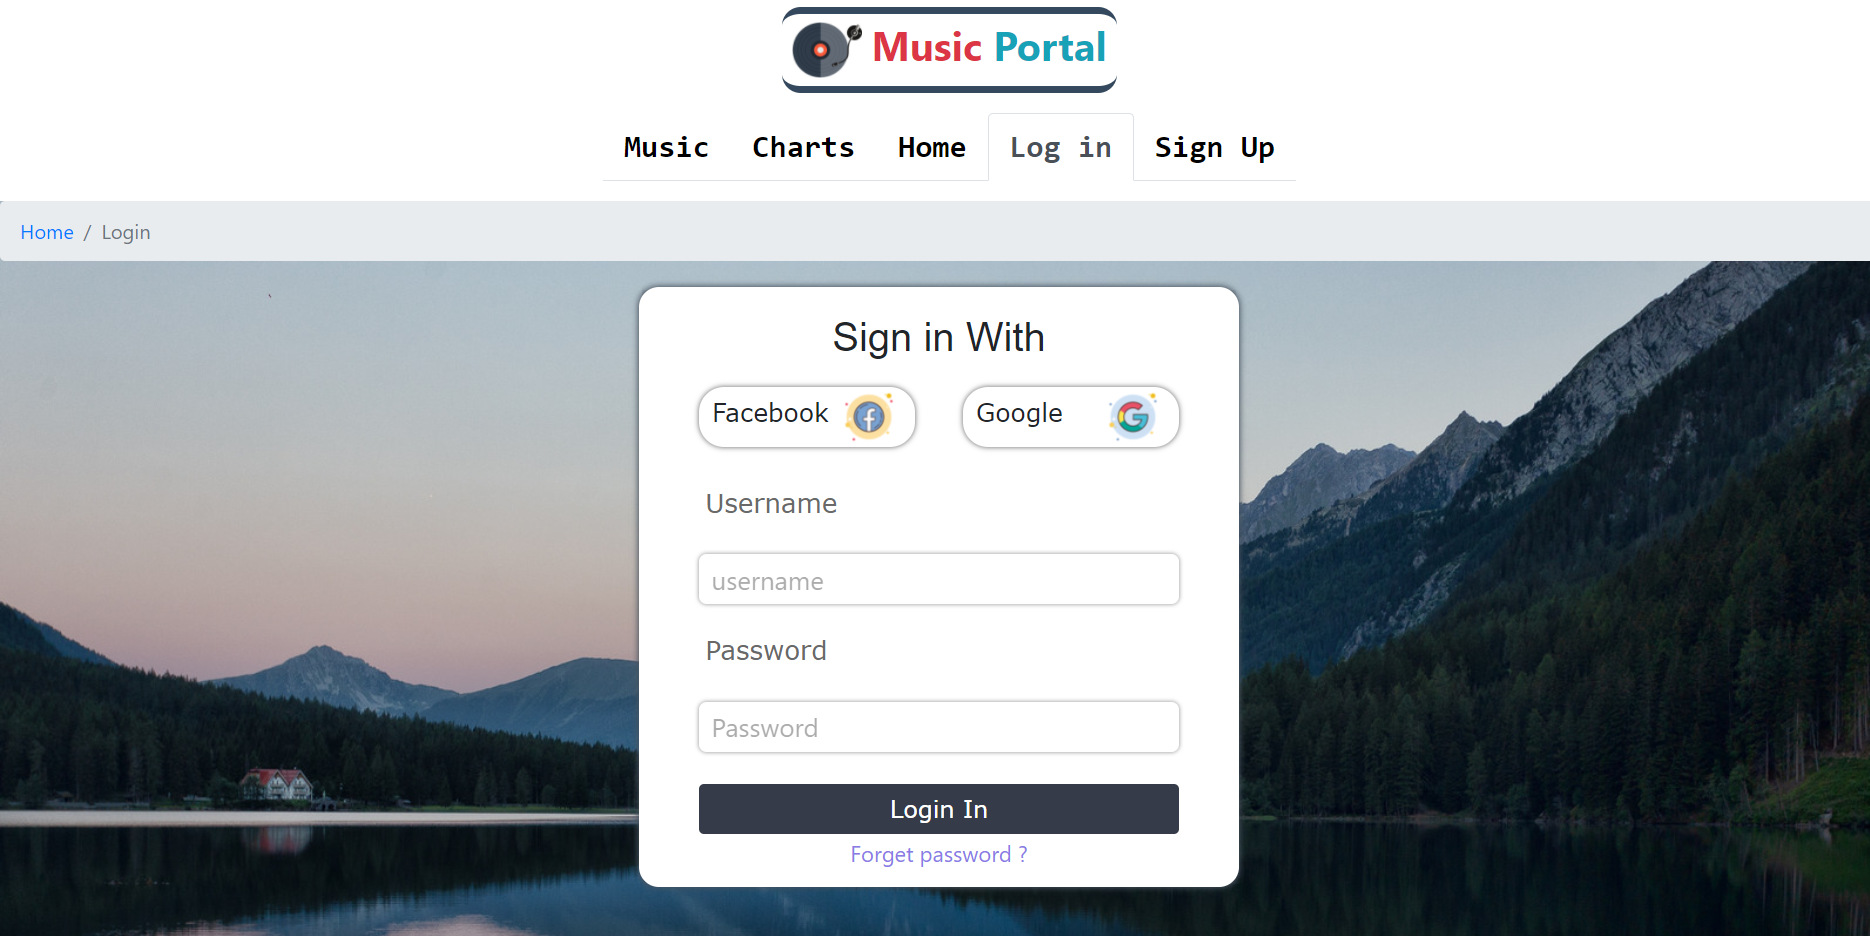 Music Portal
Music Charts Home Log in Sign Up
Home / Login
Sign in With
Facebook Google
Username
username
Password
Password
Login In
Forget password ?